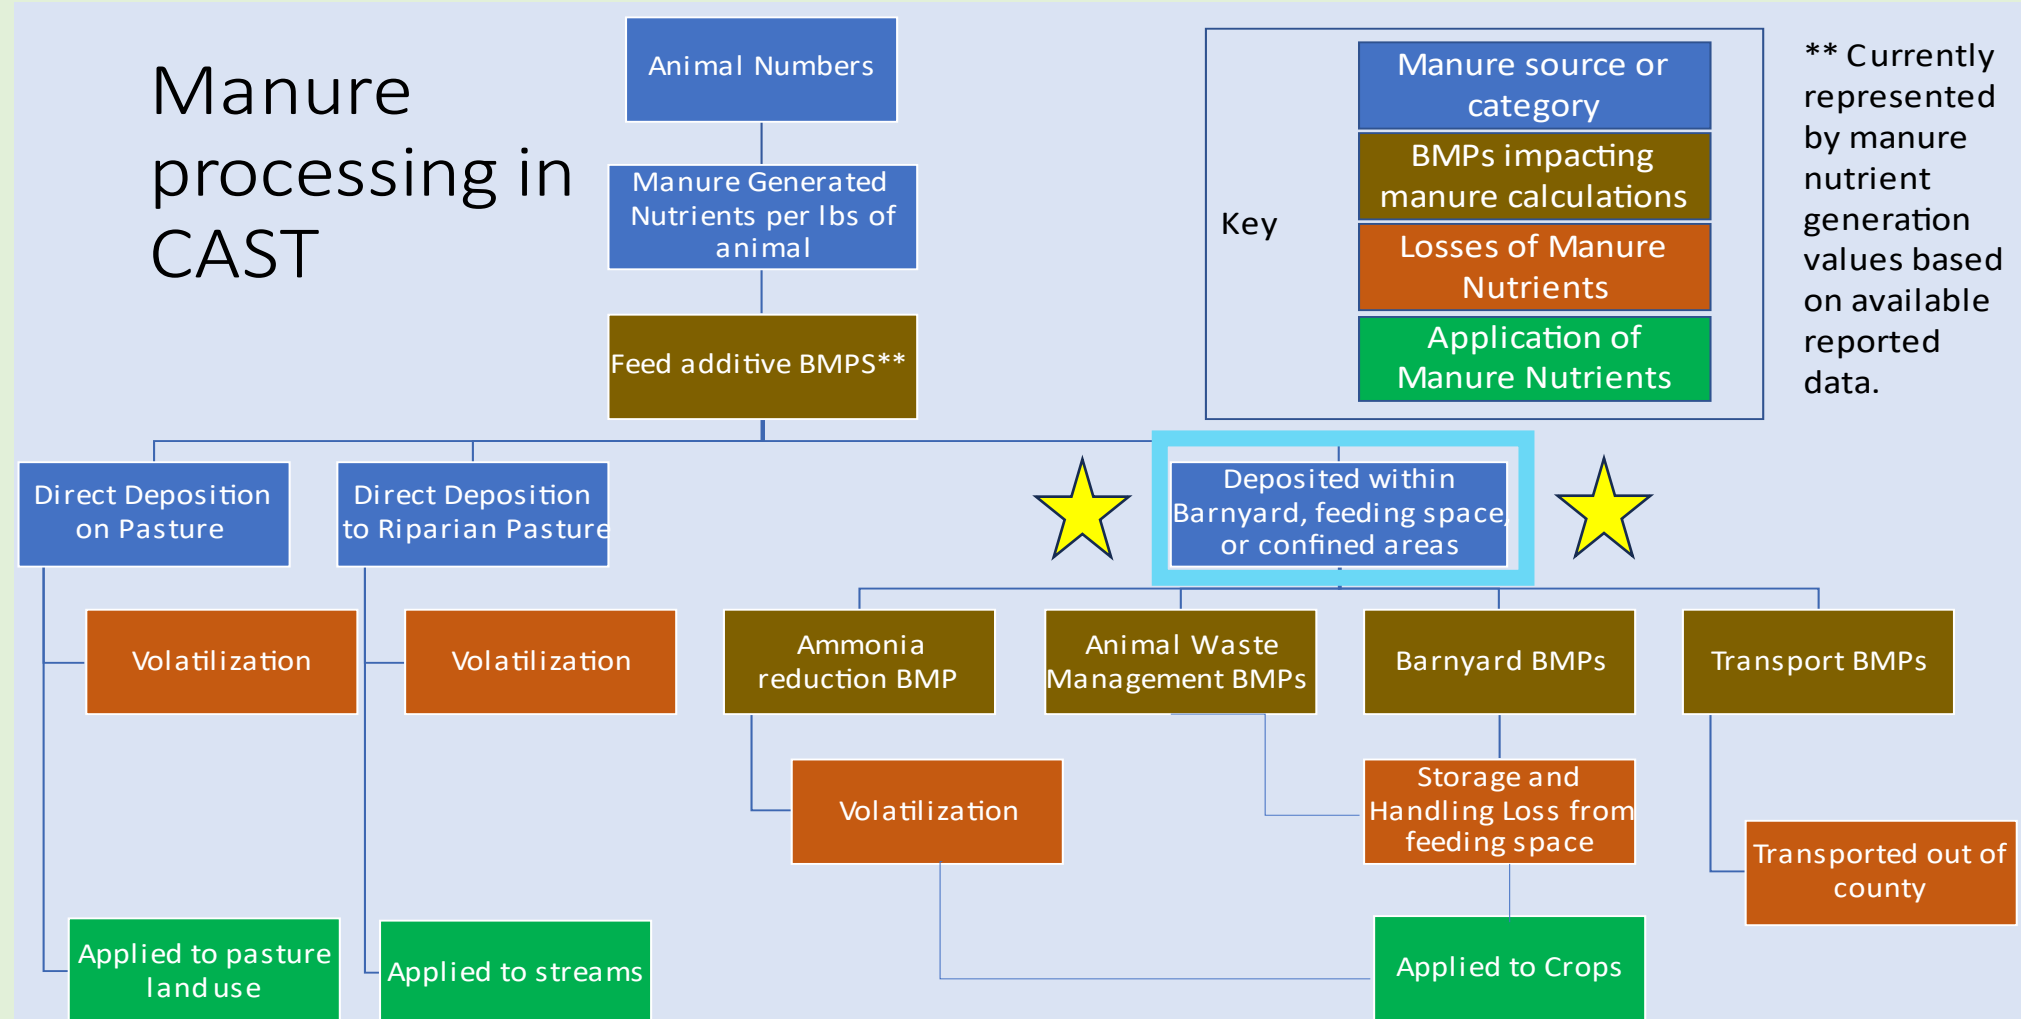 Manure
processing in
CAST
Animal Numbers
Manure Generated
Nutrients per lbs of
animal
Feed additive BMPS**
Key
Manure source or
category
BMPs impacting
manure calculations
Losses of Manure
Nutrients
Application of
Manure Nutrients
** Currently
represented
by manure
nutrient
generation
values based
on available
reported
data.
Direct Deposition
on Pasture
Direct Deposition
to Riparian Pasture
Deposited within
Barnyard, feeding space,
or confined areas
Volatilization
Volatilization
Ammonia
reduction BMP
Animal Waste
Management BMPs
Barnyard BMPs
Transport BMPs
Volatilization
Storage and
Handling Loss from
feeding space
Transported out of
county
Applied to pasture
land use
Applied to streams
Applied to Crops